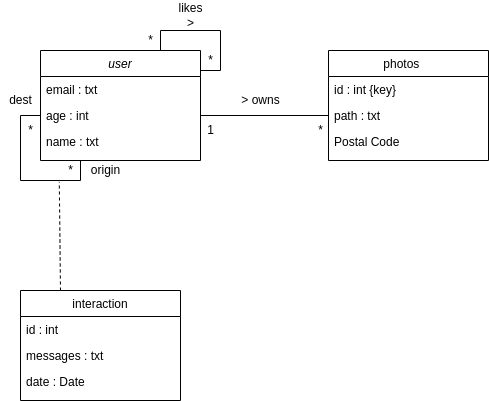 likes
>
*
*
user
photos
email : txt
id : int {key}
dest
> owns
age : int
path : txt
*
1
*
name : txt
Postal Code
*
origin
interaction
id : int
messages : txt
date : Date